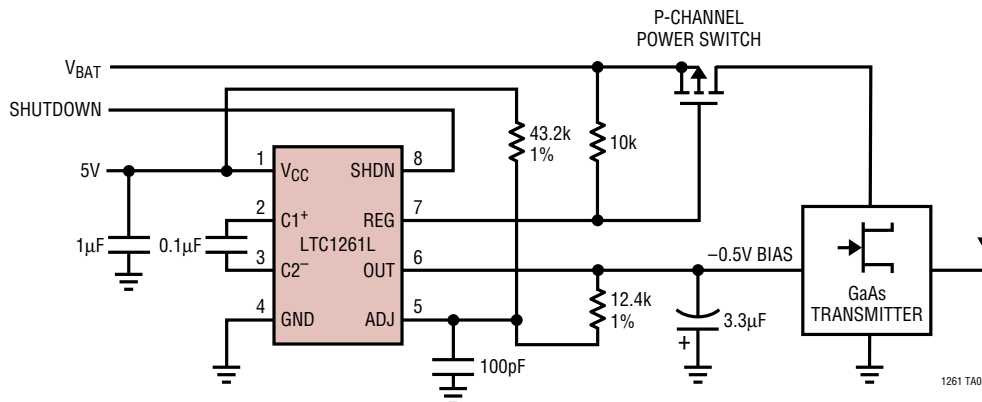 P-CHANNEL
POWER SWITCH
VBAT
SHUTDOWN
43.2k
1%
10k
5V
1
VCC
SHDN
8
2
C1+
REG
7
1µF
0.1µF
LTC1261L
3
C2−
OUT
6
−0.5V BIAS
4
GND
ADJ
5
12.4k
1%
3.3µF
+
100pF
GaAs
TRANSMITTER